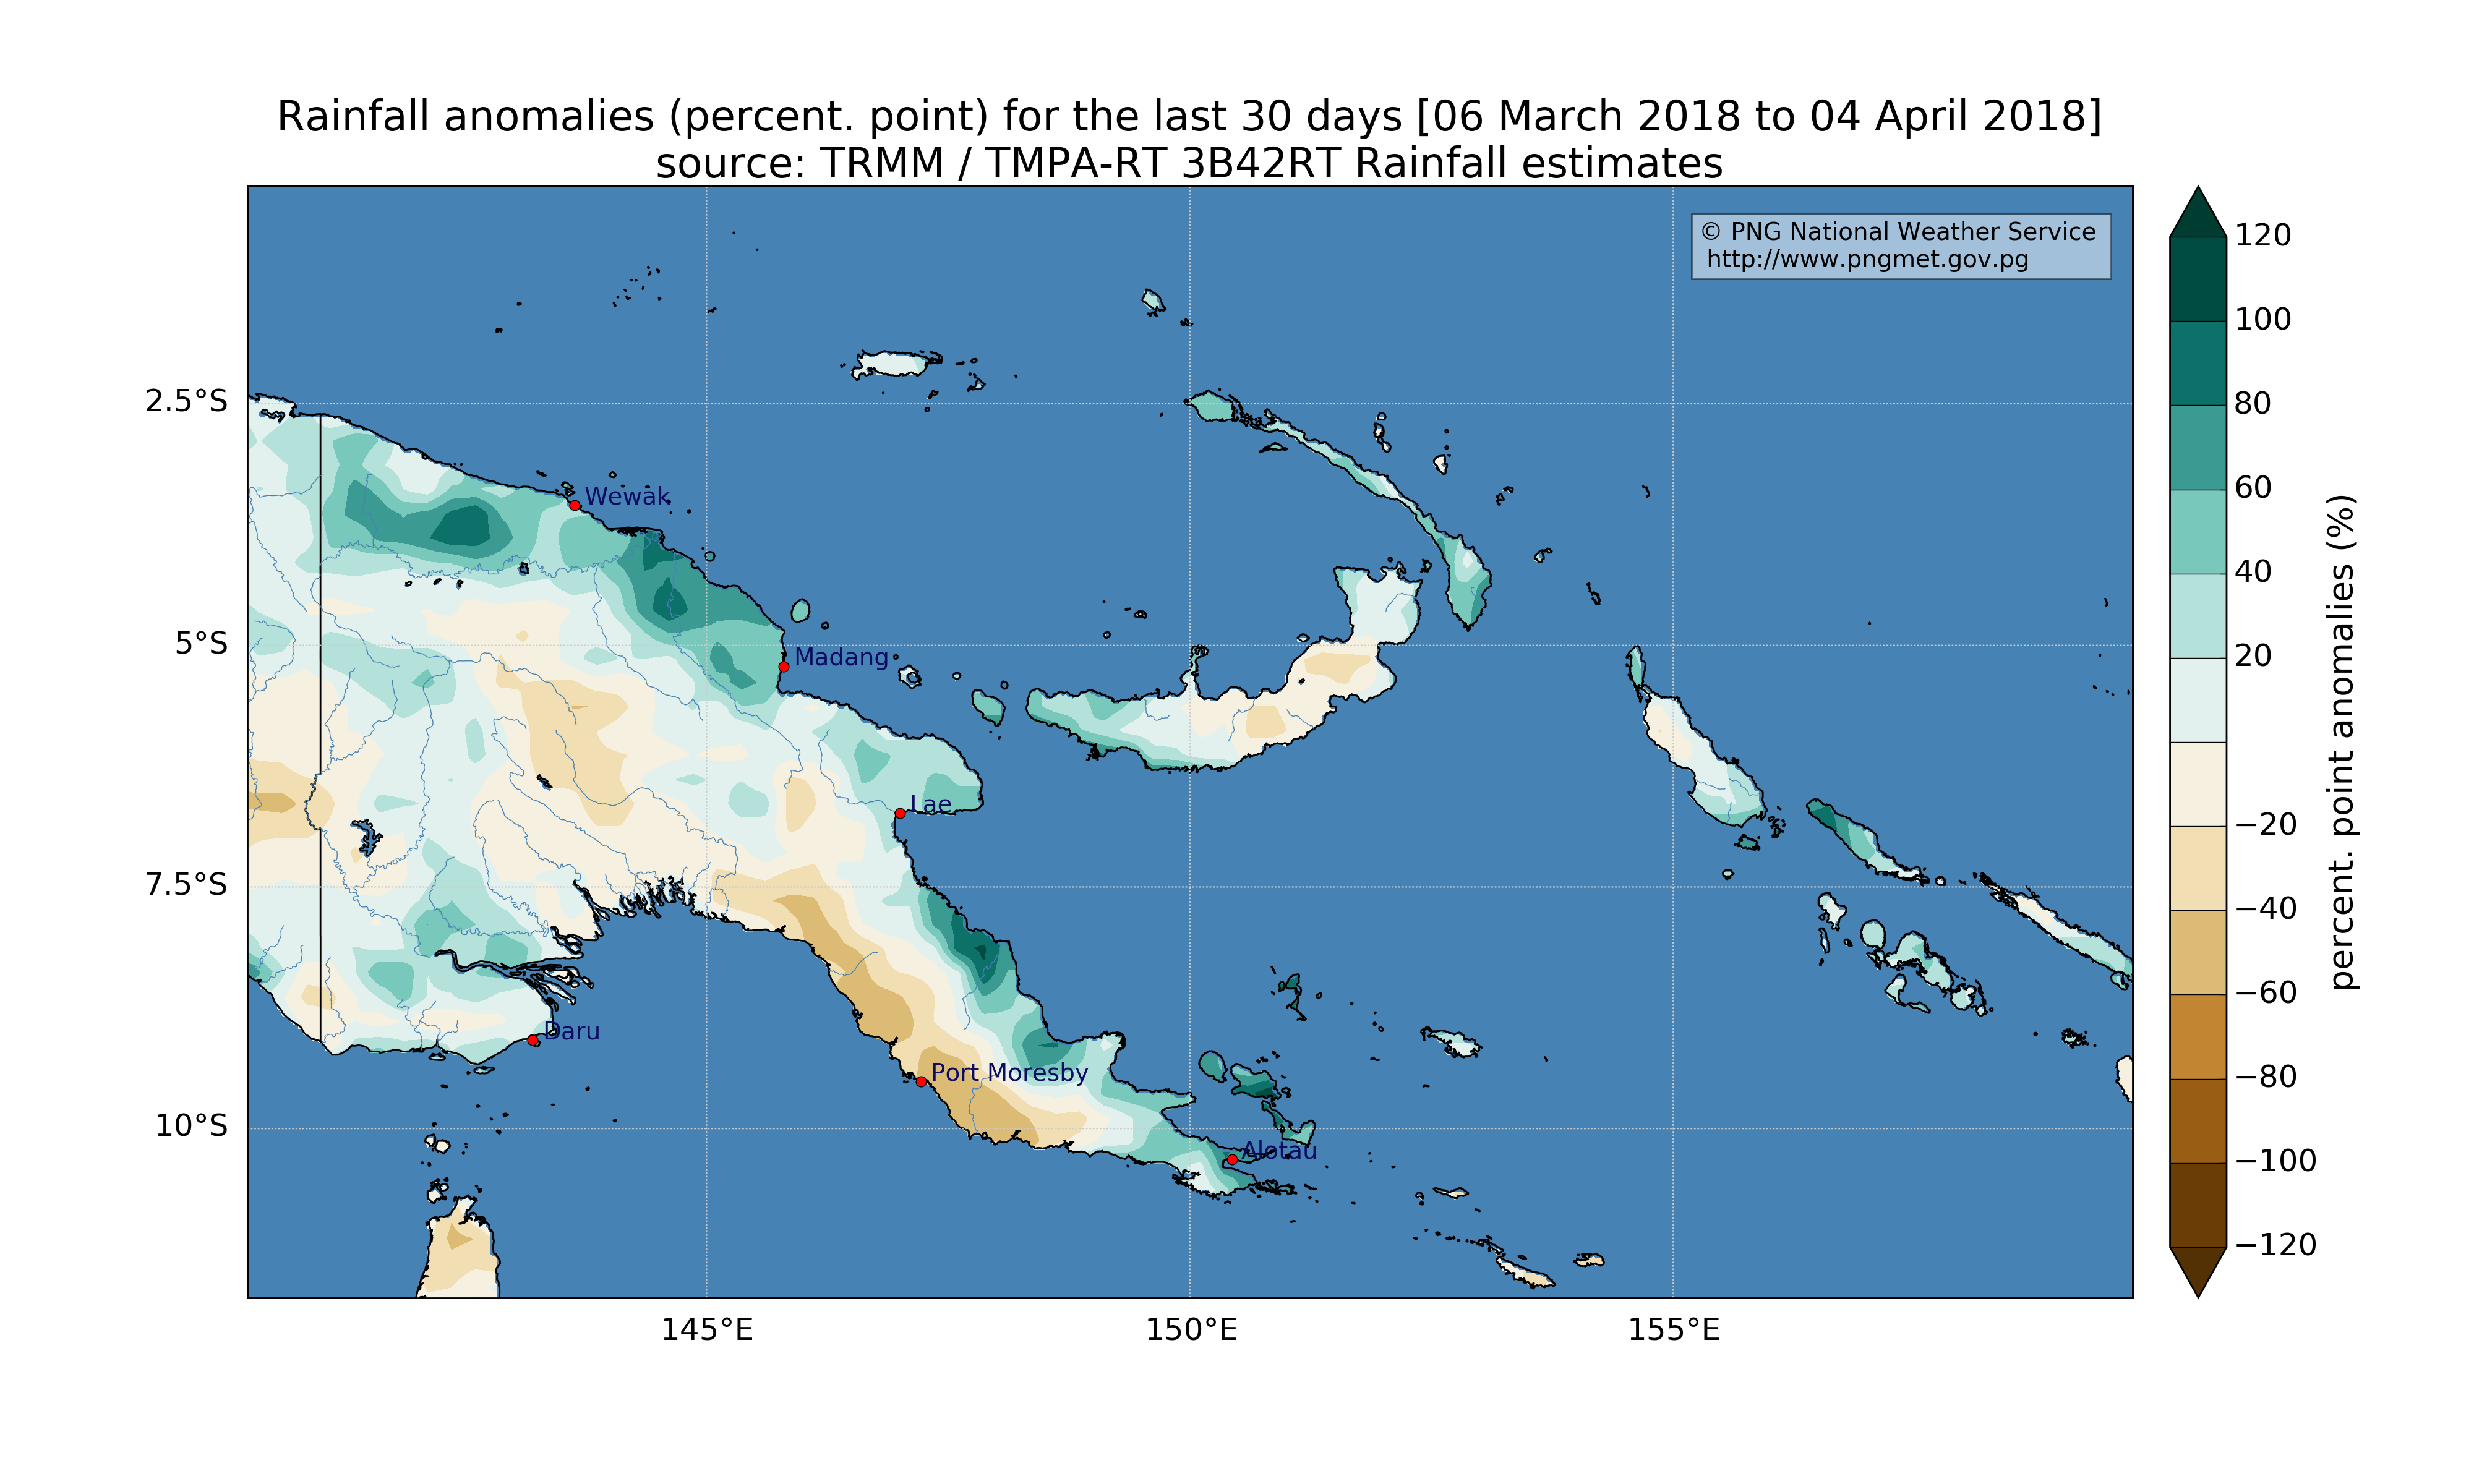 Rainfall anomalies (percent. point) for the last 30 days [06 March 2018 to 04 April 2018]
source: TRMM / TMPA-RT 3B42RT Rainfall estimates
© PNG National Weather Service
http://www.pngmet.gov.pg
120
100
80
60
40
20
−20
−40
−60
−80
−100
−120
percent. point anomalies (%)
2.5°S
5°S
7.5°S
10°S
Wewak
Madang
Lae
Daru
Port Moresby
Alotau
145°E
150°E
155°E